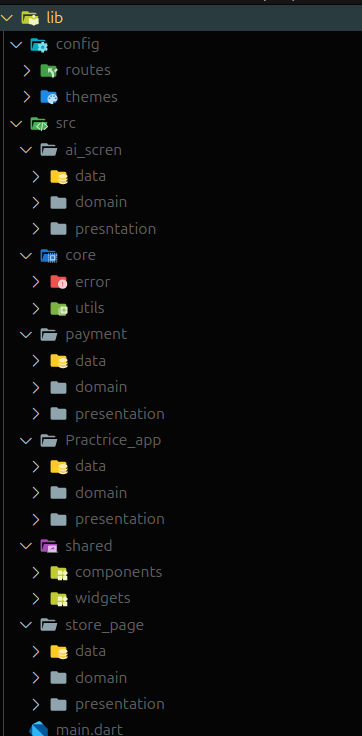 lib
config
routes
themes
src
ai_scren
data
domain
presntation
core
error
utils
payment
data
domain
presentation
Practrice_app
data
domain
presentation
shared
components
widgets
store_page
data
domain
presentation
main.dart